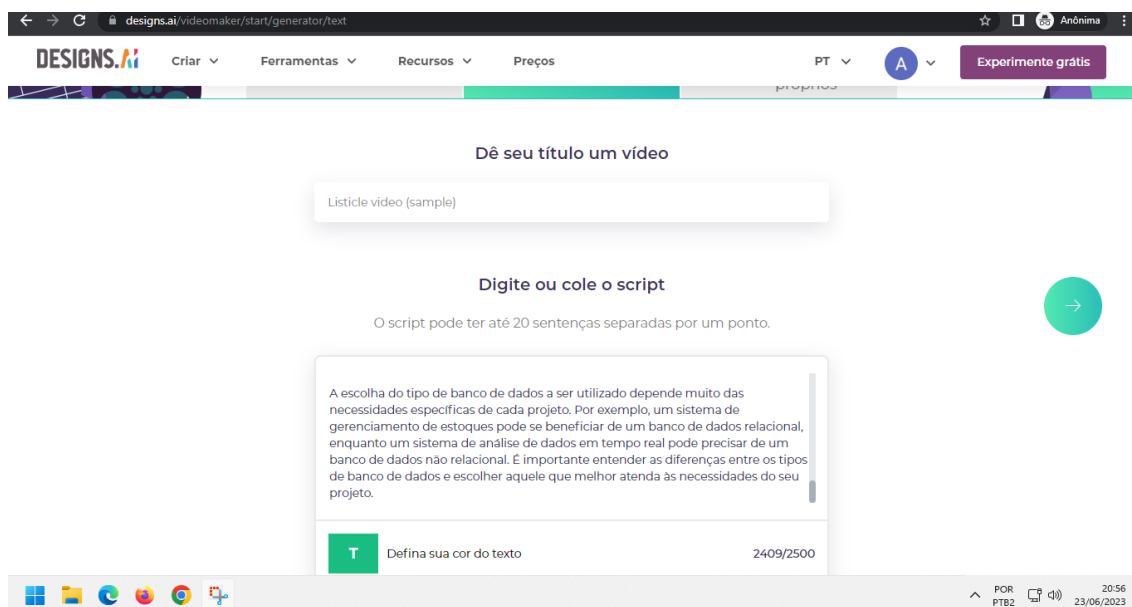 designs.ai/videomaker/start/generator/text
Anônima
DESIGNS.Ai
Criar
Ferramentas
Recursos
Preços
PT
A
Experimente grátis
próprios
Dê seu título um vídeo
Listicle video (sample)
Digite ou cole o script
O script pode ter até 20 sentenças separadas por um ponto.
A escolha do tipo de banco de dados a ser utilizado depende muito das
necessidades específicas de cada projeto. Por exemplo, um sistema de
gerenciamento de estoques pode se beneficiar de um banco de dados relacional,
enquanto um sistema de análise de dados em tempo real pode precisar de um
banco de dados não relacional. É importante entender as diferenças entre os tipos
de banco de dados e escolher aquele que melhor atenda às necessidades do seu
projeto.
T
Defina sua cor do texto
2409/2500
POR
PTB2
20:56
23/06/2023